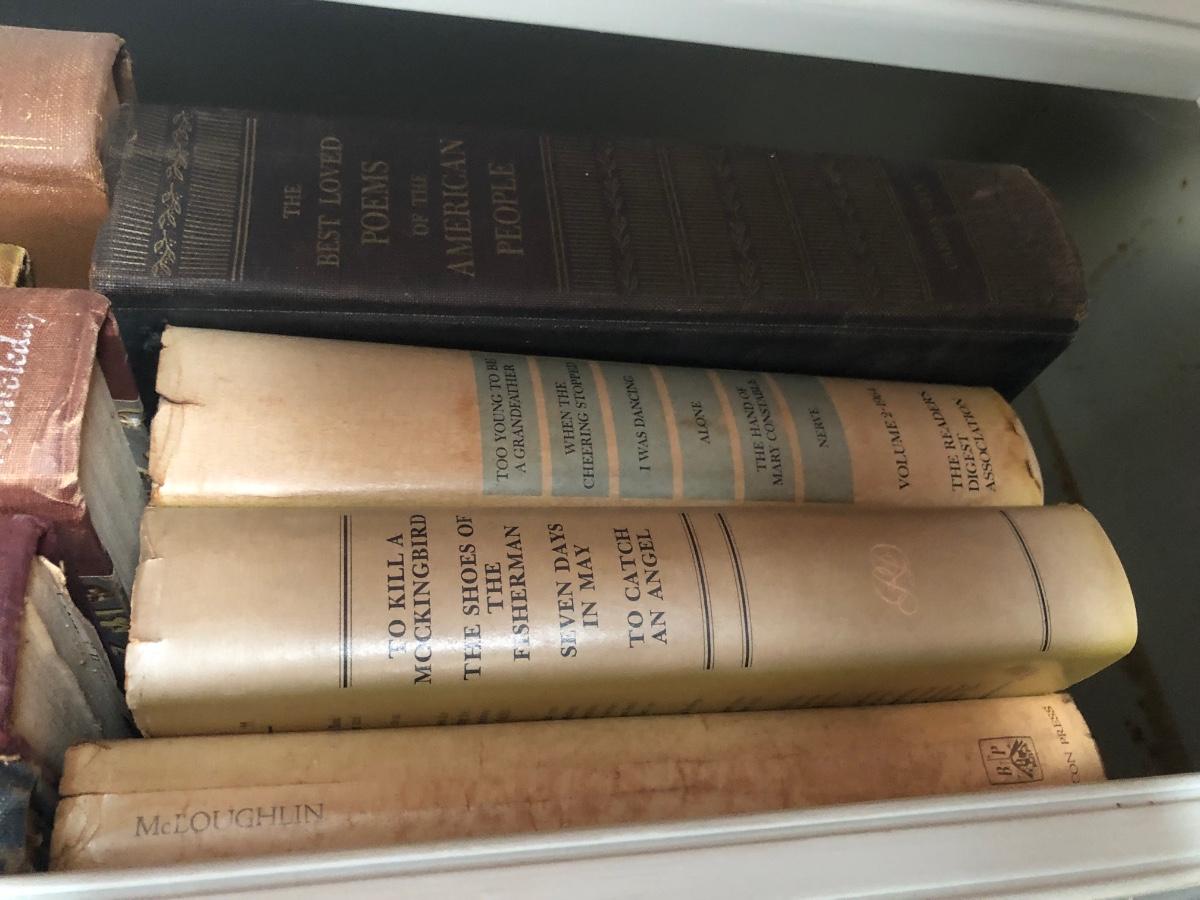 THE
BEST LOVED
POEMS
OF THE
AMERICAN
PEOPLE
TOO YOUNG TO BE
A GRANDFATHER
WHEN THE
CHEERING STOPPED
I WAS DANCING
ALONE
THE HAND OF
MARY CONSTABLE
NERVE
VOLUME 2·1964
THE READERS
DIGEST
ASSOCIATION
TO KILL A
MOCKINGBIRD
THE SHOES OF
THE
FISHERMAN
SEVEN DAYS
IN MAY
TO CATCH
AN ANGEL
McLOUGHLIN
B P
PRESS